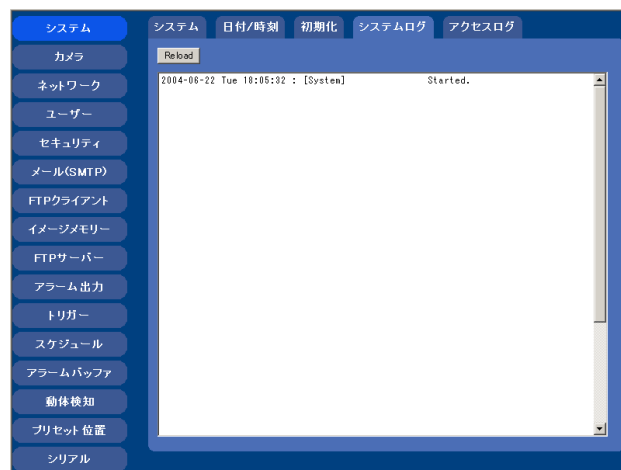 システム
カメラ
ネットワーク
ユーザー
セキュリティ
メール(SMTP)
FTPクライアント
イメージメモリー
FTPサーバー
アラーム出力
トリガー
スケジュール
アラームバッファ
動体検知
プリセット位置
シリアル
システム 日付/時刻 初期化 システムログ アクセスログ
Reload
2004-06-22 Tue 18:05:32 : [System] Started.